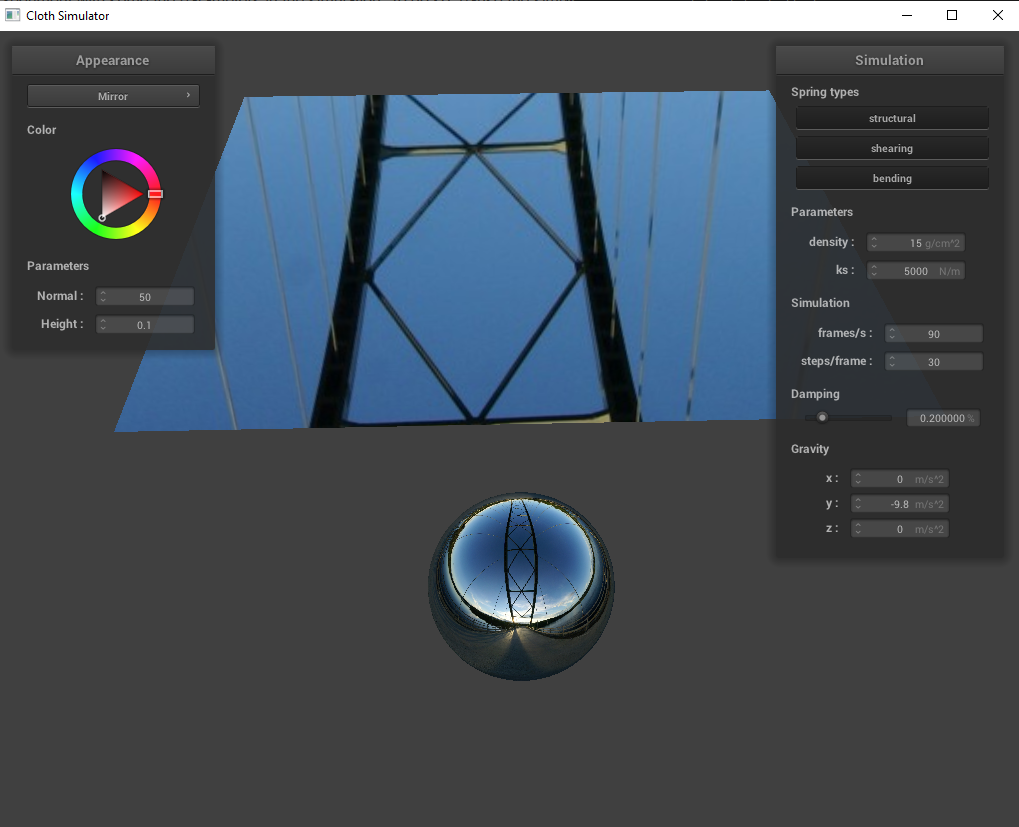 Cloth Simulator
Appearance
Mirror
Color
Parameters
Normal : 50
Height : 0.1
Simulation
Spring types
structural
shearing
bending
Parameters
density : 15 g/cm^2
ks : 5000 N/m
Simulation
frames/s : 90
steps/frame : 30
Damping
0.200000 %
Gravity
x : 0 m/s^2
y : -9.8 m/s^2
z : 0 m/s^2